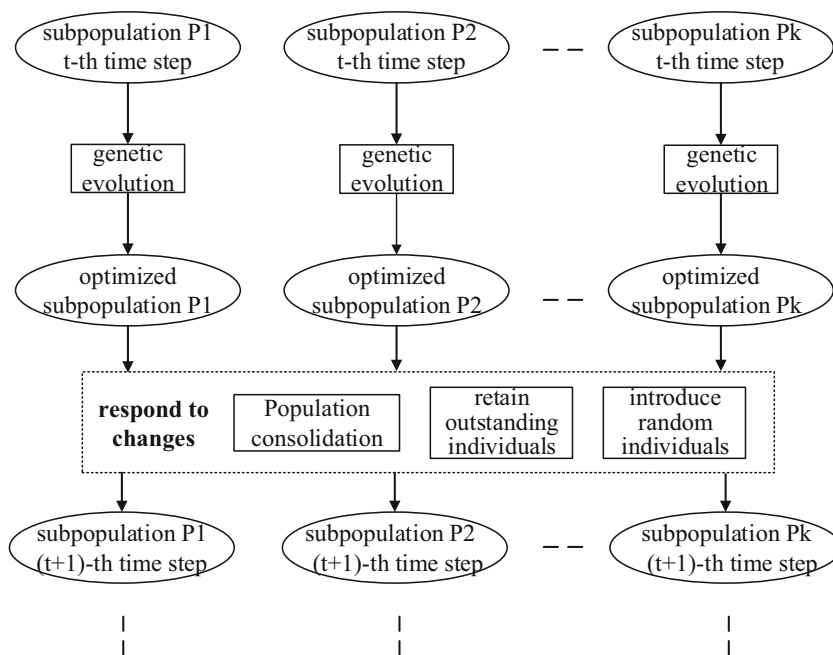 subpopulation P1
t-th time step
subpopulation P2
t-th time step
subpopulation Pk
t-th time step
genetic
evolution
genetic
evolution
genetic
evolution
optimized
subpopulation P1
optimized
subpopulation P2
optimized
subpopulation Pk
respond to
changes
Population
consolidation
retain
outstanding
individuals
introduce
random
individuals
subpopulation P1
(t+1)-th time step
subpopulation P2
(t+1)-th time step
subpopulation Pk
(t+1)-th time step